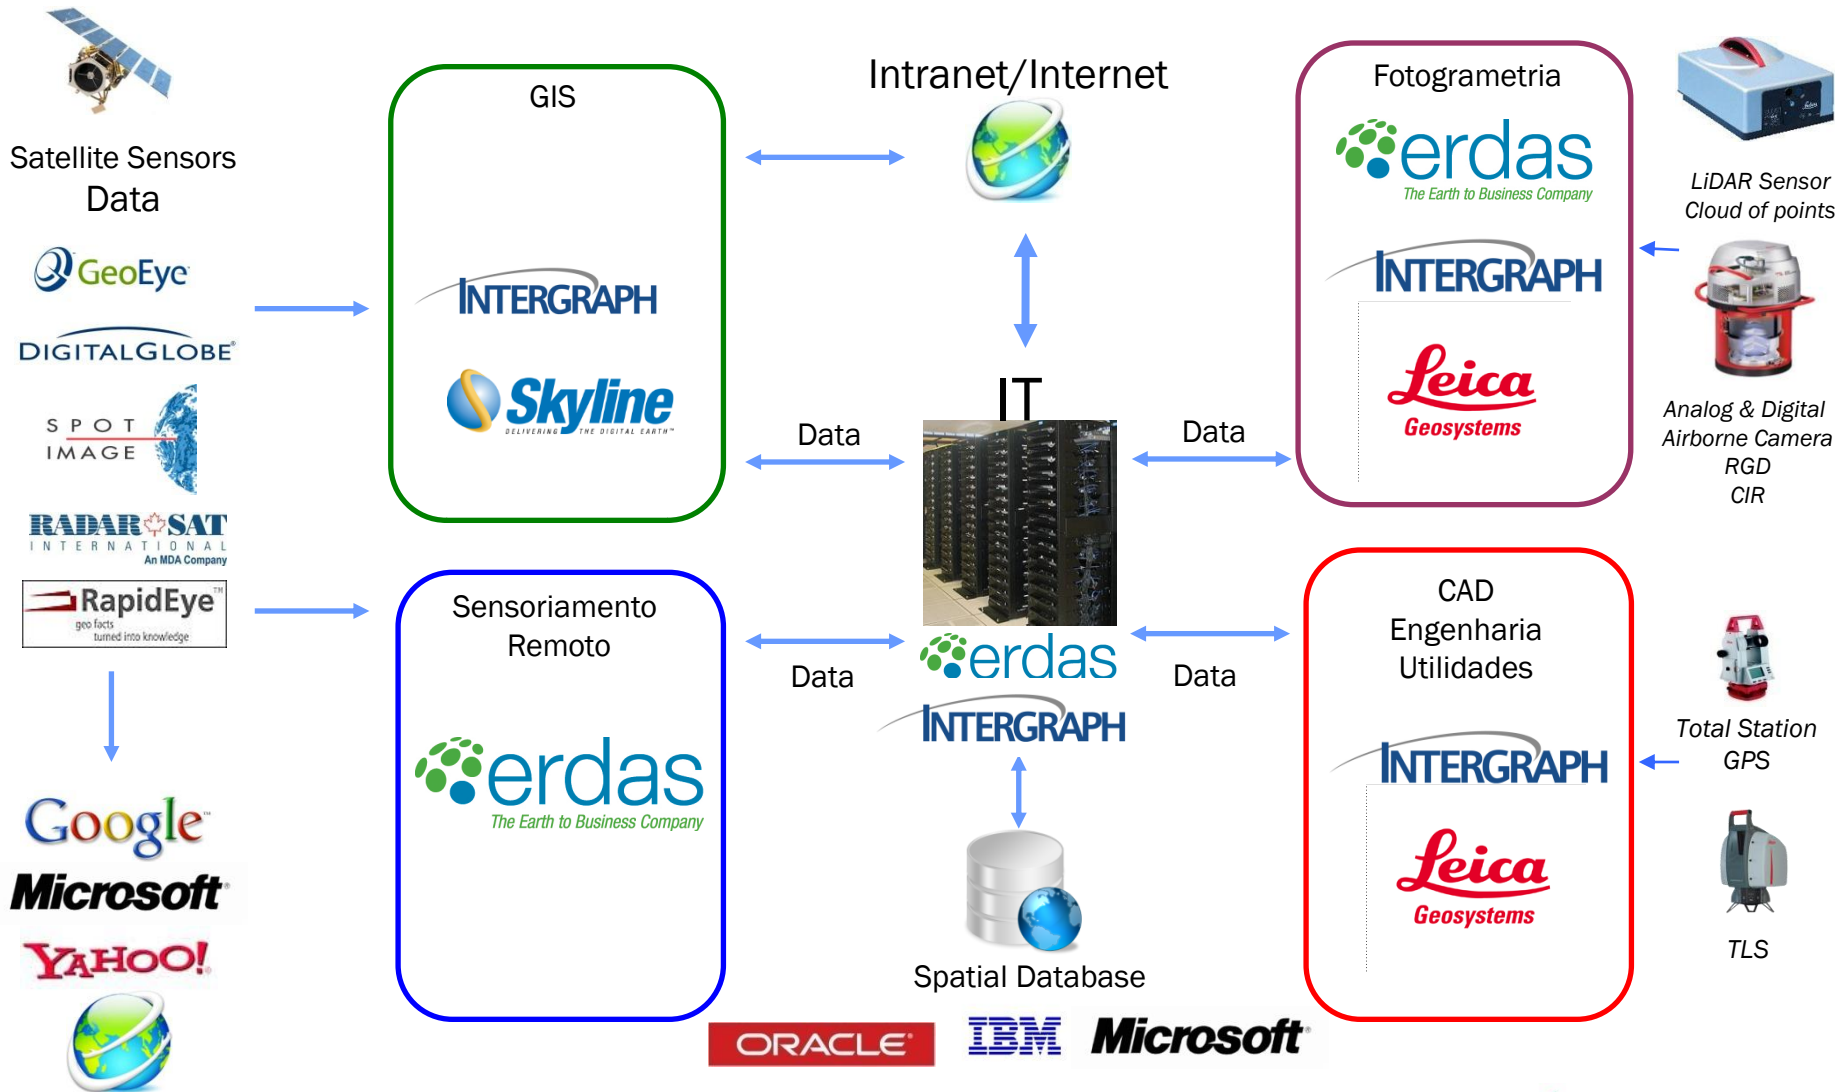 Satellite Sensors
Data
GeoEye
DIGITALGLOBE®
SPOT
IMAGE
RADARSAT
INTERNATIONAL
An MDA Company
RapidEye™
geo facts
turned into knowledge
Google™
Microsoft®
YAHOO!
GIS
INTERGRAPH
Skyline
DELIVERING THE DIGITAL EARTH™
Sensoriamento
Remoto
erdas
The Earth to Business Company
Intranet/Internet
IT
Data
Data
Data
Data
erdas
INTERGRAPH
Spatial Database
ORACLE®
IBM
Microsoft®
Fotogrametria
erdas
The Earth to Business Company
INTERGRAPH
Leica
Geosystems
CAD
Engenharia
Utilidades
INTERGRAPH
Leica
Geosystems
Leica
LiDAR Sensor
Cloud of points
Analog & Digital
Airborne Camera
RGD
CIR
Total Station
GPS
TLS